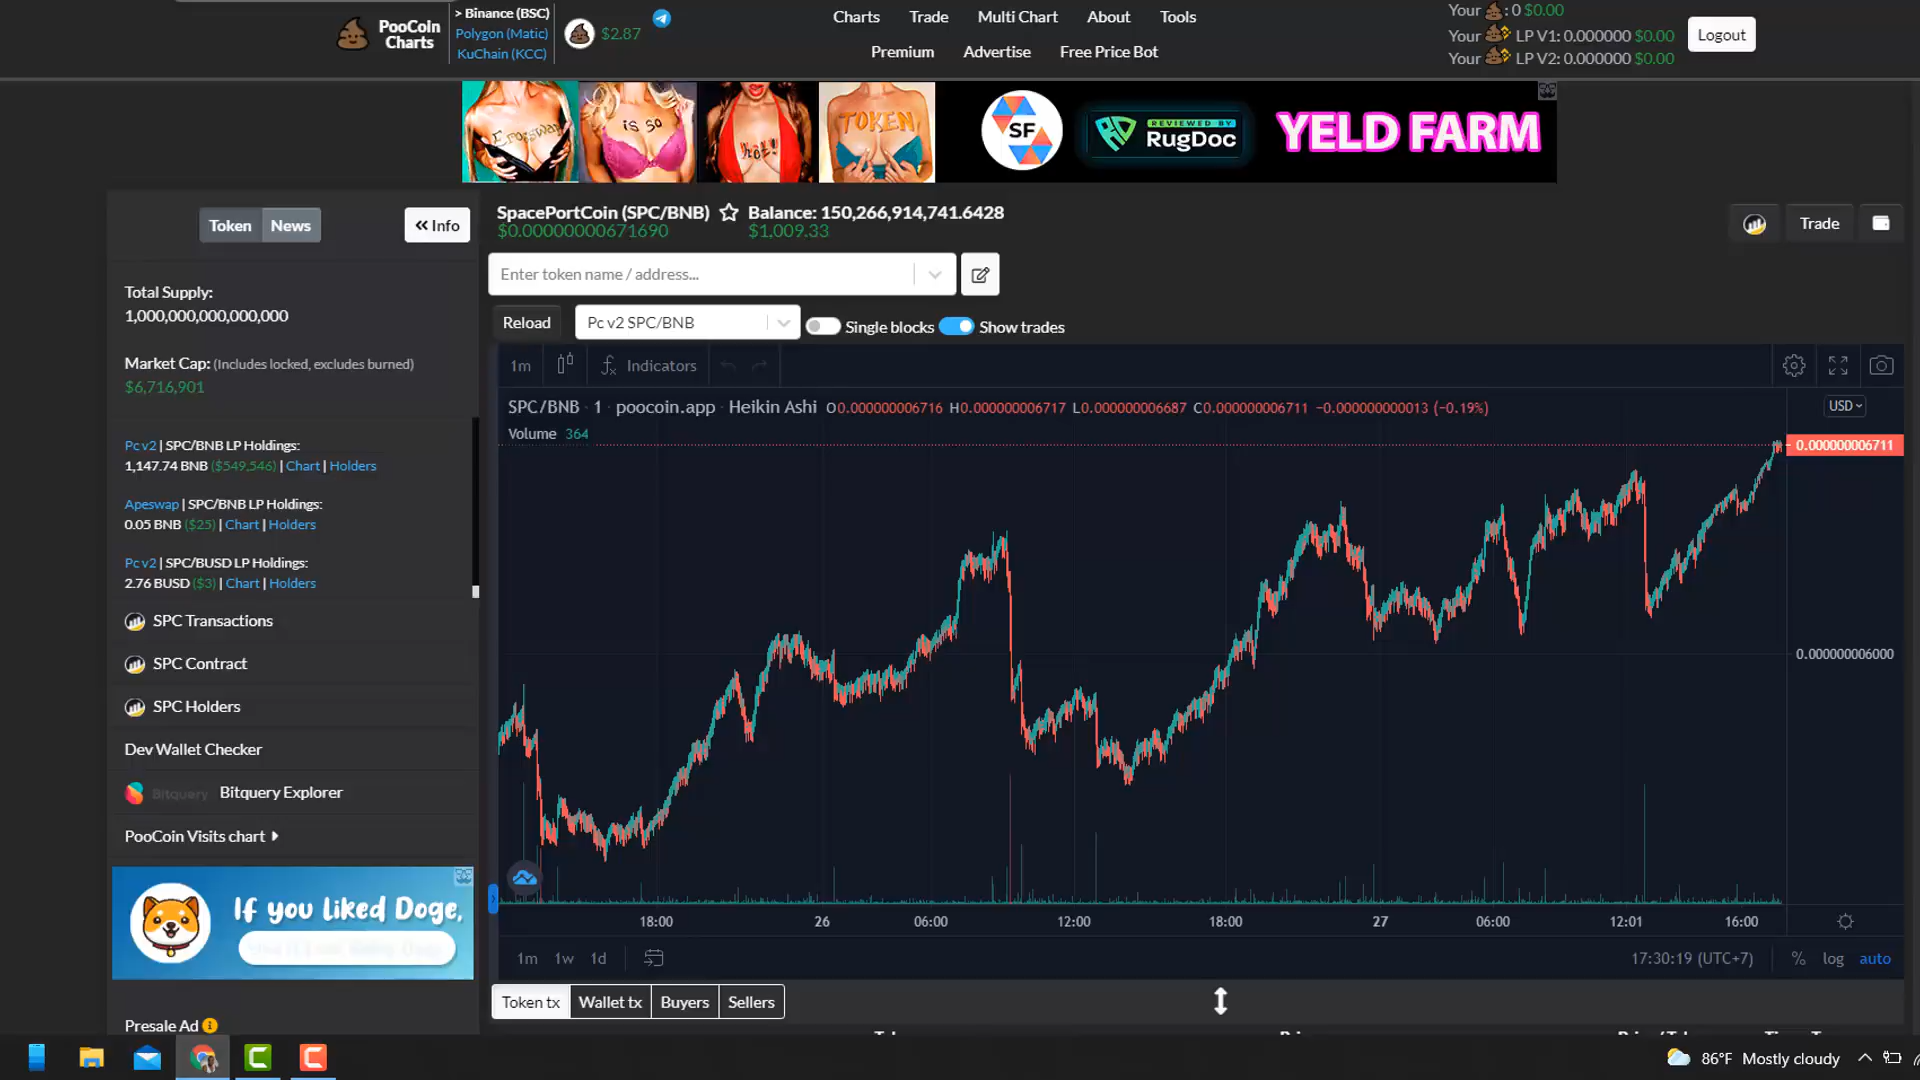 PooCoin
Charts
> Binance (BSC)
Polygon (Matic)
KuChain (KCC)
$2.87
Charts Trade Multi Chart About Tools
Premium Advertise Free Price Bot
Your : 0 $0.00
Your LP V1: 0.000000 $0.00
Your LP V2: 0.000000 $0.00
Logout
is so
hot!
TOKEN
SF
REVIEWED BY
RugDoc
YELD FARM
Token News
Info
Total Supply:
1,000,000,000,000,000
Market Cap: (Includes locked, excludes burned)
$6,716,901
Pc v2 | SPC/BNB LP Holdings:
1,147.74 BNB ($549,546) | Chart | Holders
Apeswap | SPC/BNB LP Holdings:
0.05 BNB ($25) | Chart | Holders
Pc v2 | SPC/BUSD LP Holdings:
2.76 BUSD ($3) | Chart | Holders
SPC Transactions
SPC Contract
SPC Holders
Dev Wallet Checker
Bitquery Bitquery Explorer
PooCoin Visits chart
If you Liked Doge,
Presale Ad
SpacePortCoin (SPC/BNB) Balance: 150,266,914,741.6428
$0.00000000671690 $1,009.33
Trade
Enter token name / address...
Reload
Pc v2 SPC/BNB
Single blocks
Show trades
1m Indicators
SPC/BNB · 1 · poocoin.app · Heikin Ashi O0.000000006716 H0.000000006717 L0.000000006687 C0.000000006711 −0.000000000013 (−0.19%)
USD
Volume 364
0.000000006711
0.000000006000
18:00 26 06:00 12:00 18:00 27 06:00 12:01 16:00
1m 1w 1d
17:30:19 (UTC+7) % log auto
Token tx Wallet tx Buyers Sellers
86°F Mostly cloudy